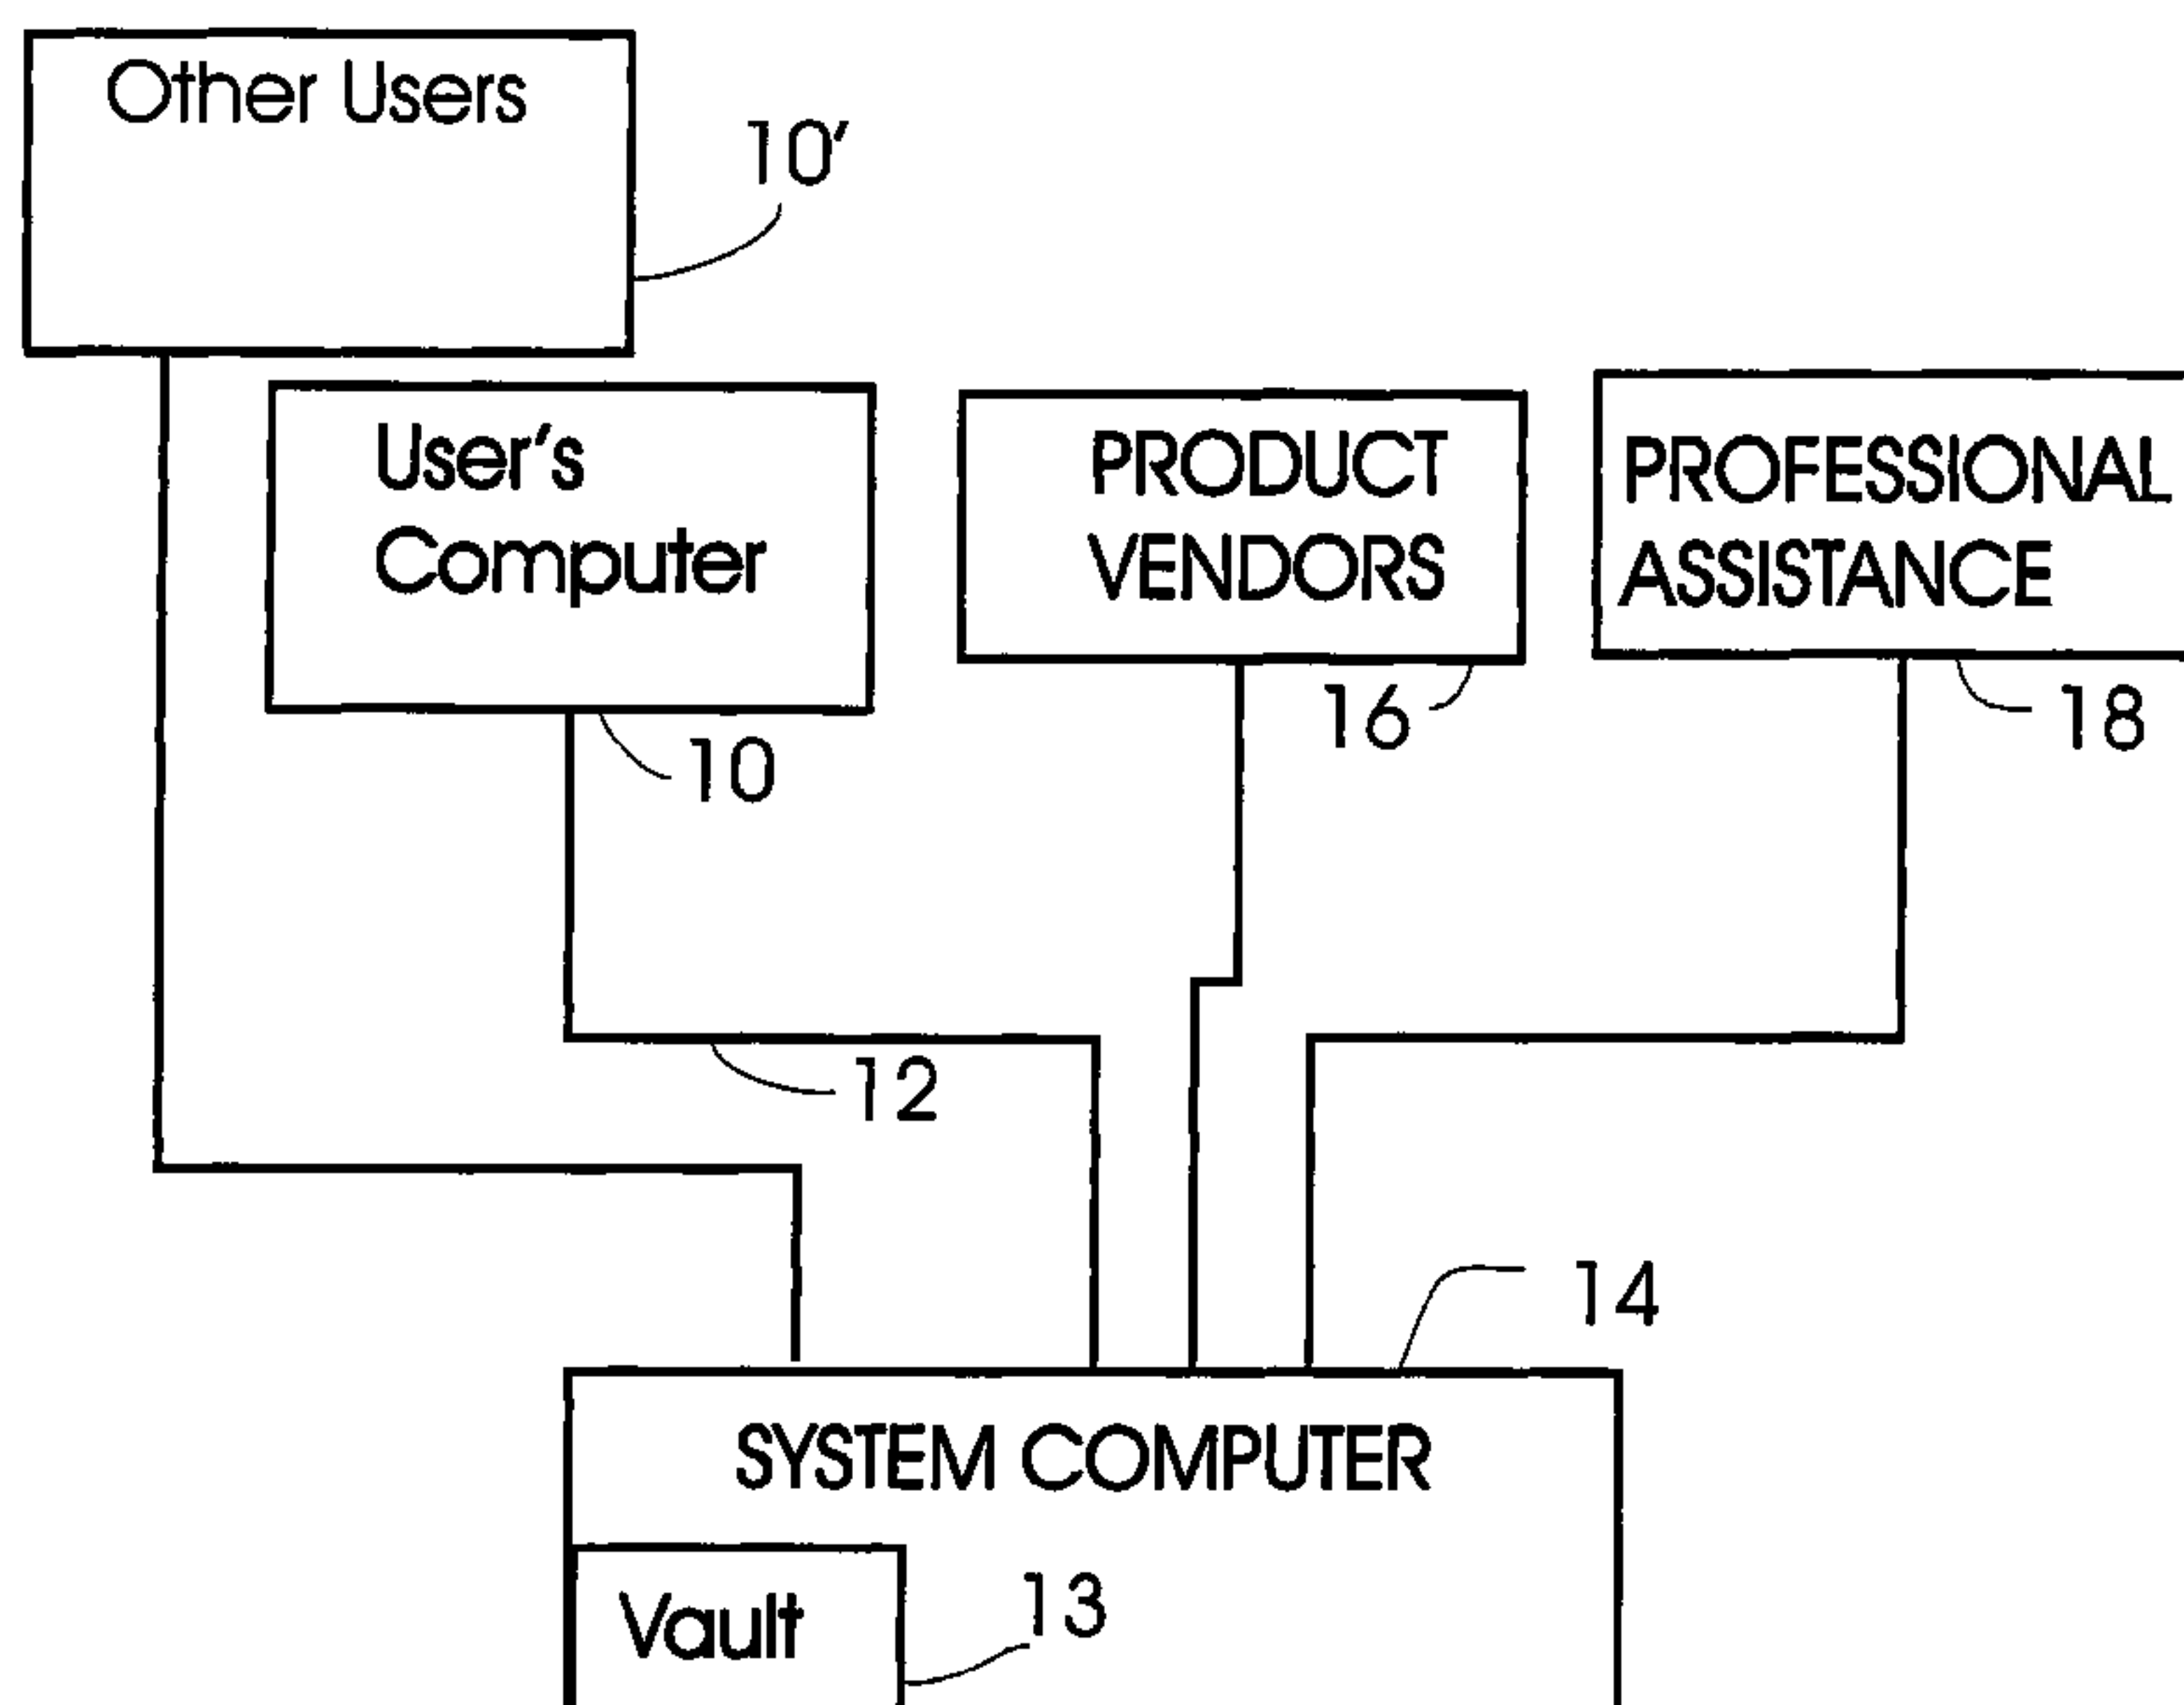 Other Users
10'
User's
Computer
10
PRODUCT
VENDORS
16
PROFESSIONAL
ASSISTANCE
18
12
14
SYSTEM COMPUTER
Vault
13